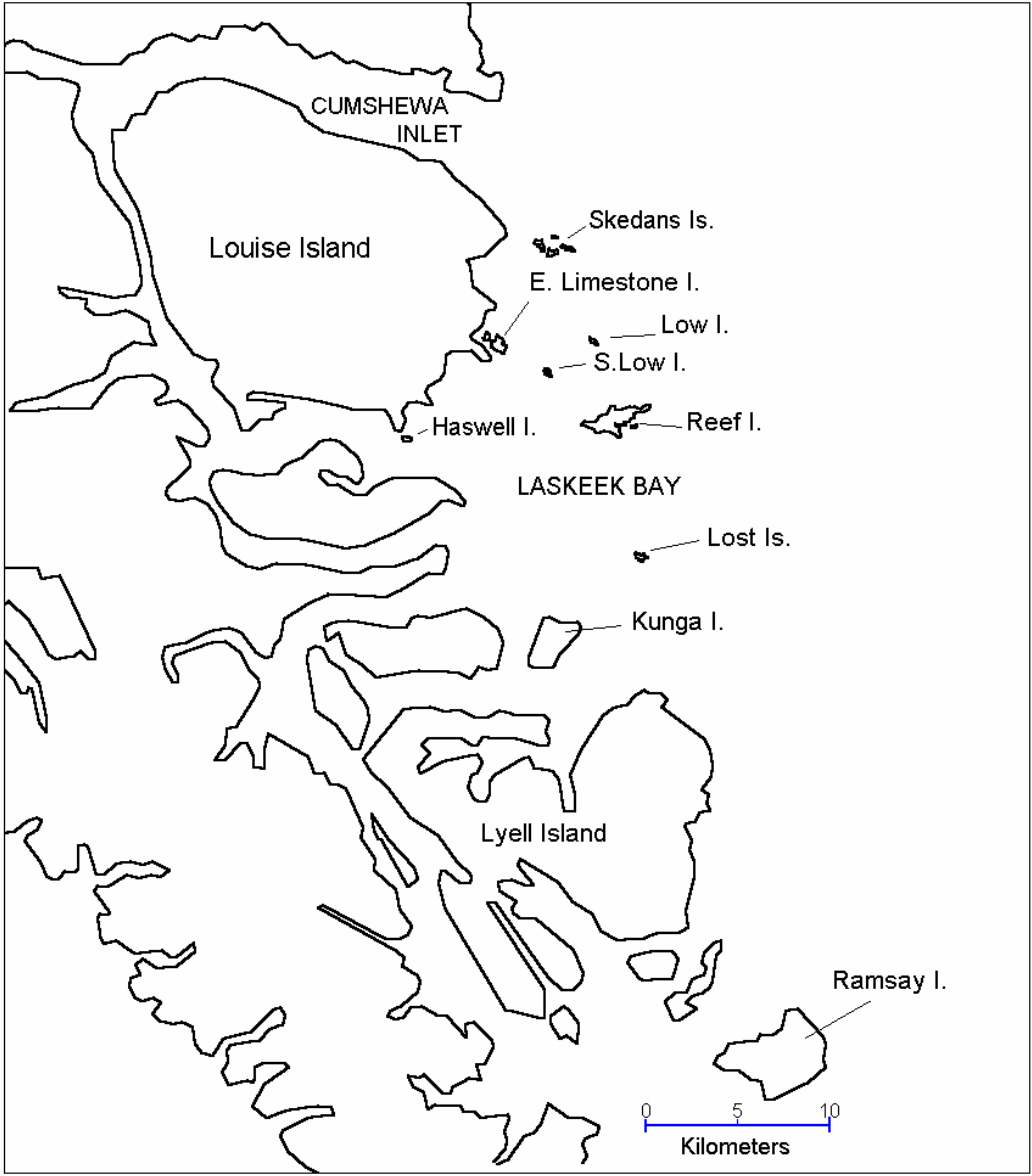 CUMSHEWA
INLET
Skedans Is.
Louise Island
E. Limestone I.
Low I.
S.Low I.
Haswell I.
Reef I.
LASKEEK BAY
Lost Is.
Kunga I.
Lyell Island
Ramsay I.
0 5 10
Kilometers